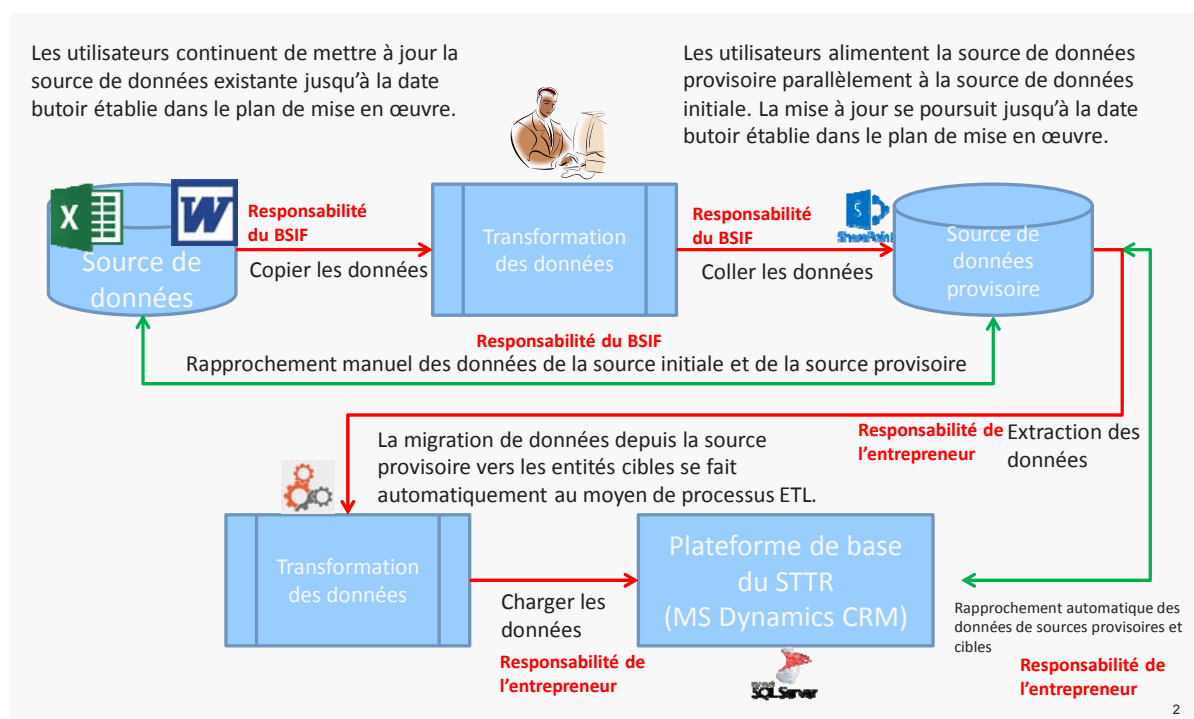 Les utilisateurs continuent de mettre à jour la
source de données existante jusqu'à la date
butoir établie dans le plan de mise en œuvre.
Les utilisateurs alimentent la source de données
provisoire parallèlement à la source de données
initiale. La mise à jour se poursuit jusqu'à la date
butoir établie dans le plan de mise en œuvre.
X
W
Source de
données
Responsabilité
du BSIF
Copier les données
Transformation
des données
Responsabilité
du BSIF
Coller les données
S
SharePoint
Source de
données
provisoire
Responsabilité du BSIF
Rapprochement manuel des données de la source initiale et de la source provisoire
La migration de données depuis la source
provisoire vers les entités cibles se fait
automatiquement au moyen de processus ETL.
Responsabilité de
l'entrepreneur
Extraction des
données
Transformation
des données
Charger les
données
Responsabilité de
l'entrepreneur
Plateforme de base
du STTR
(MS Dynamics CRM)
SQL Server
Rapprochement automatique des
données de sources provisoires et
cibles
Responsabilité de
l'entrepreneur
2